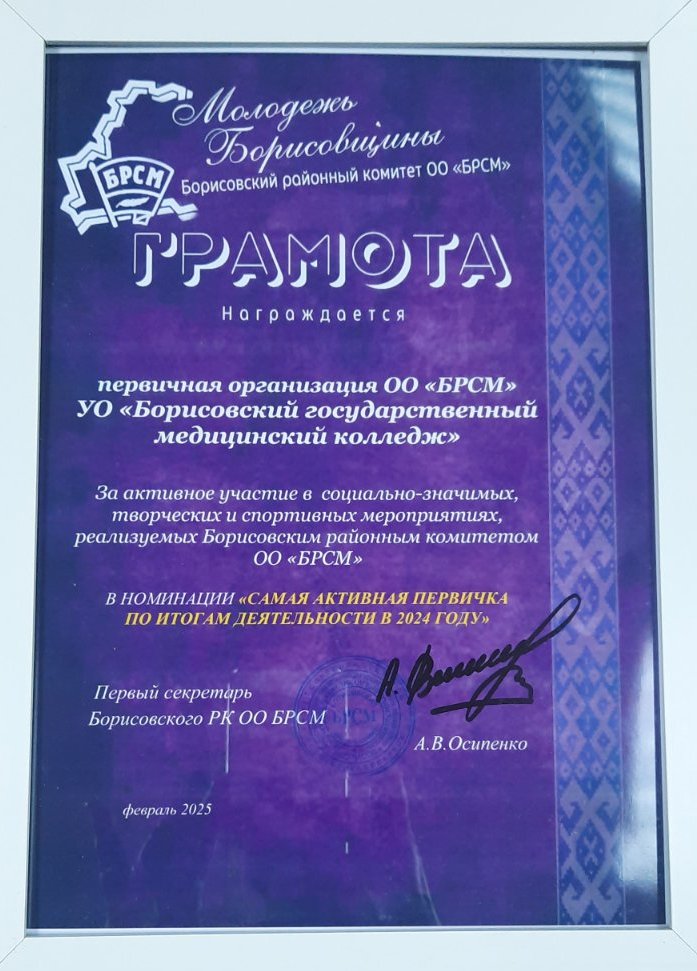 Молодежь
Борисовщины
БРСМ
Борисовский районный комитет ОО «БРСМ»
ГРАМОТА
Награждается
первичная организация ОО «БРСМ»
УО «Борисовский государственный
медицинский колледж»
За активное участие в социально-значимых,
творческих и спортивных мероприятиях,
реализуемых Борисовским районным комитетом
ОО «БРСМ»
В НОМИНАЦИИ «САМАЯ АКТИВНАЯ ПЕРВИЧКА
ПО ИТОГАМ ДЕЯТЕЛЬНОСТИ В 2024 ГОДУ»
Первый секретарь
Борисовского РК ОО БРСМ
БРСМ
А.В.Осипенко
февраль 2025